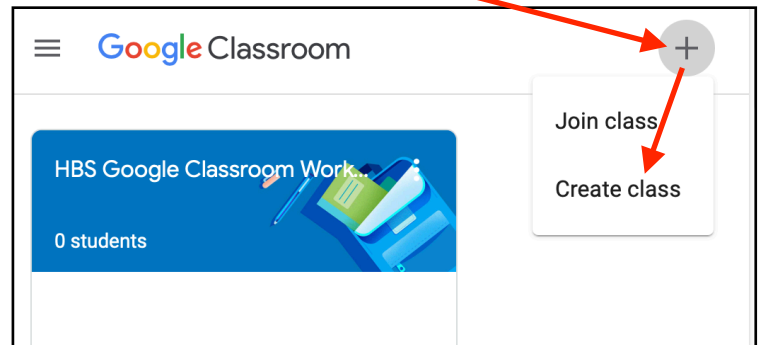 Google Classroom
Join class
HBS Google Classroom Work...
Create class
0 students